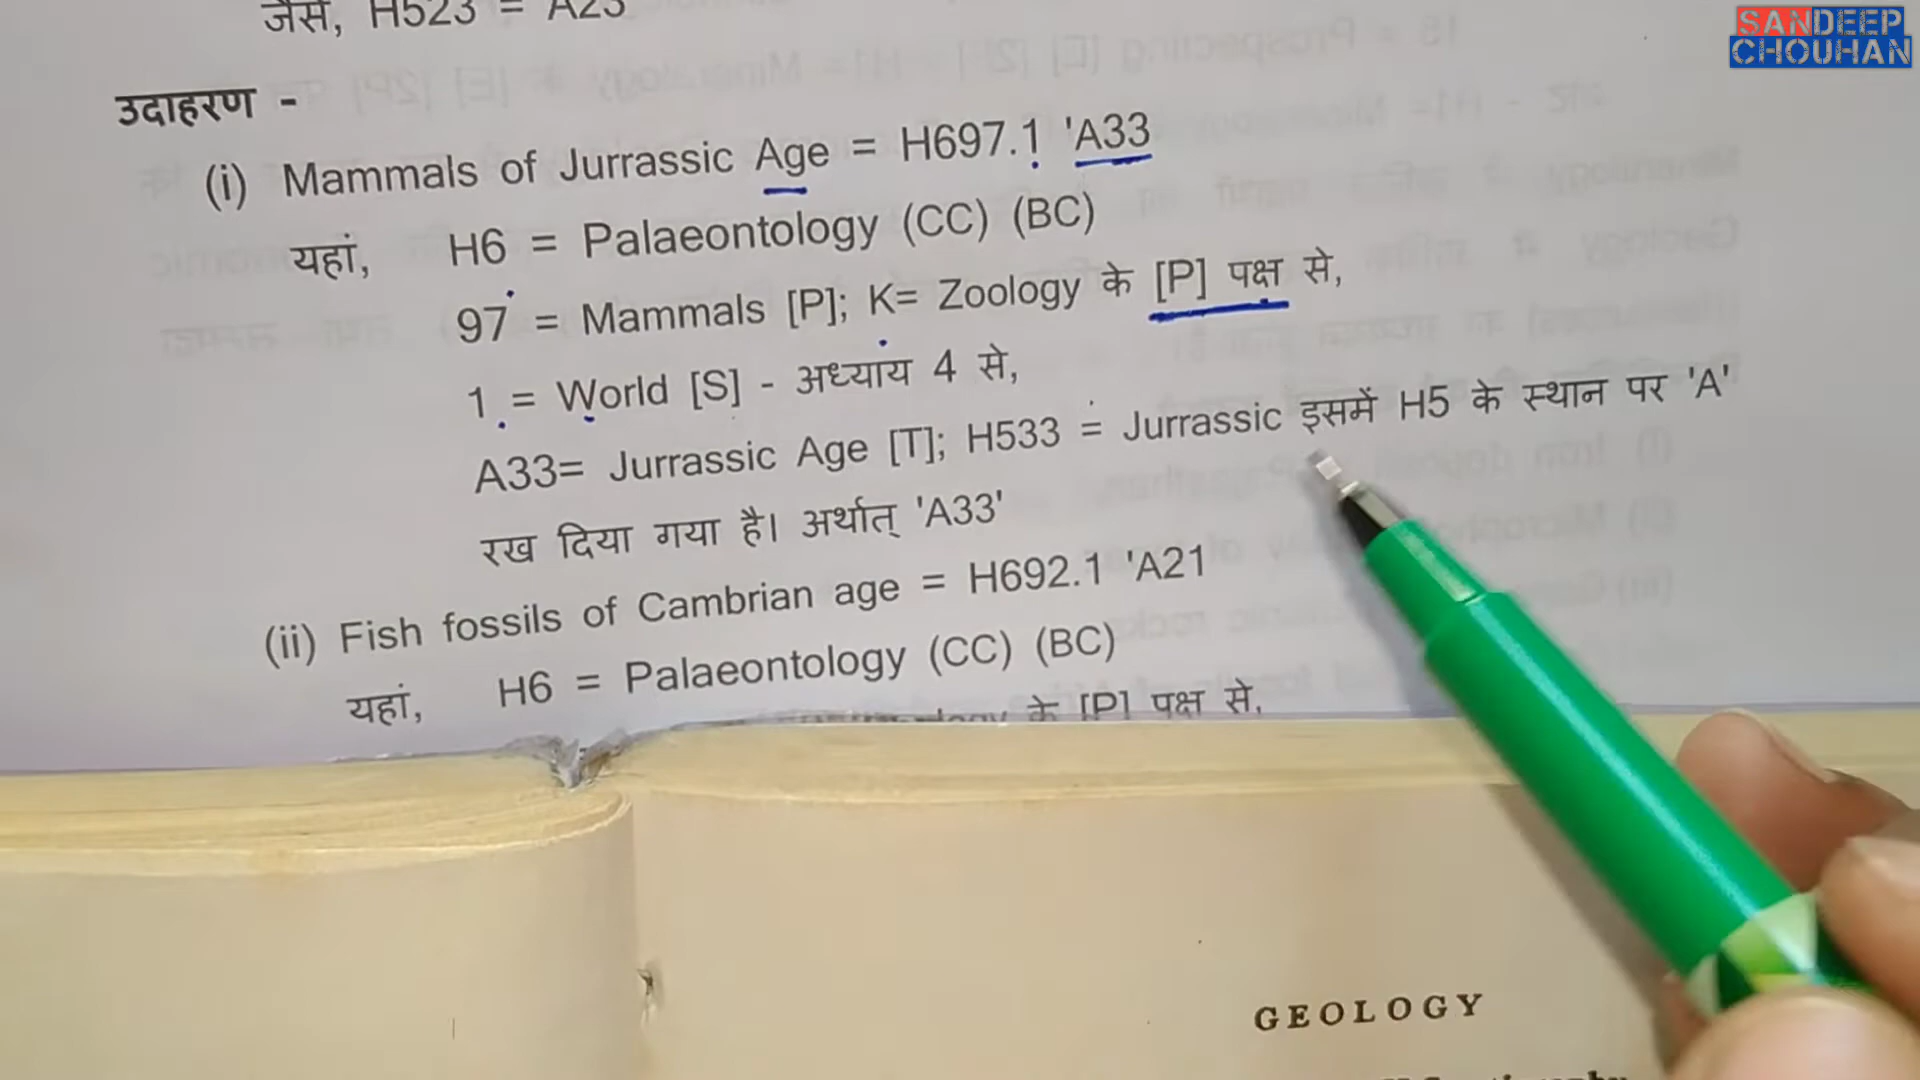 जैसे, H523 = A23
SANDEEP
CHOUHAN
उदाहरण -
(i) Mammals of Jurrassic Age = H697.1 'A33
यहां, H6 = Palaeontology (CC) (BC)
97 = Mammals [P]; K= Zoology के [P] पक्ष से,
1 = World [S] - अध्याय 4 से,
A33= Jurrassic Age [T]; H533 = Jurrassic इसमें H5 के स्थान पर 'A'
रख दिया गया है। अर्थात् 'A33'
(ii) Fish fossils of Cambrian age = H692.1 'A21
यहां, H6 = Palaeontology (CC) (BC)
के [P] पक्ष से,
GEOLOGY